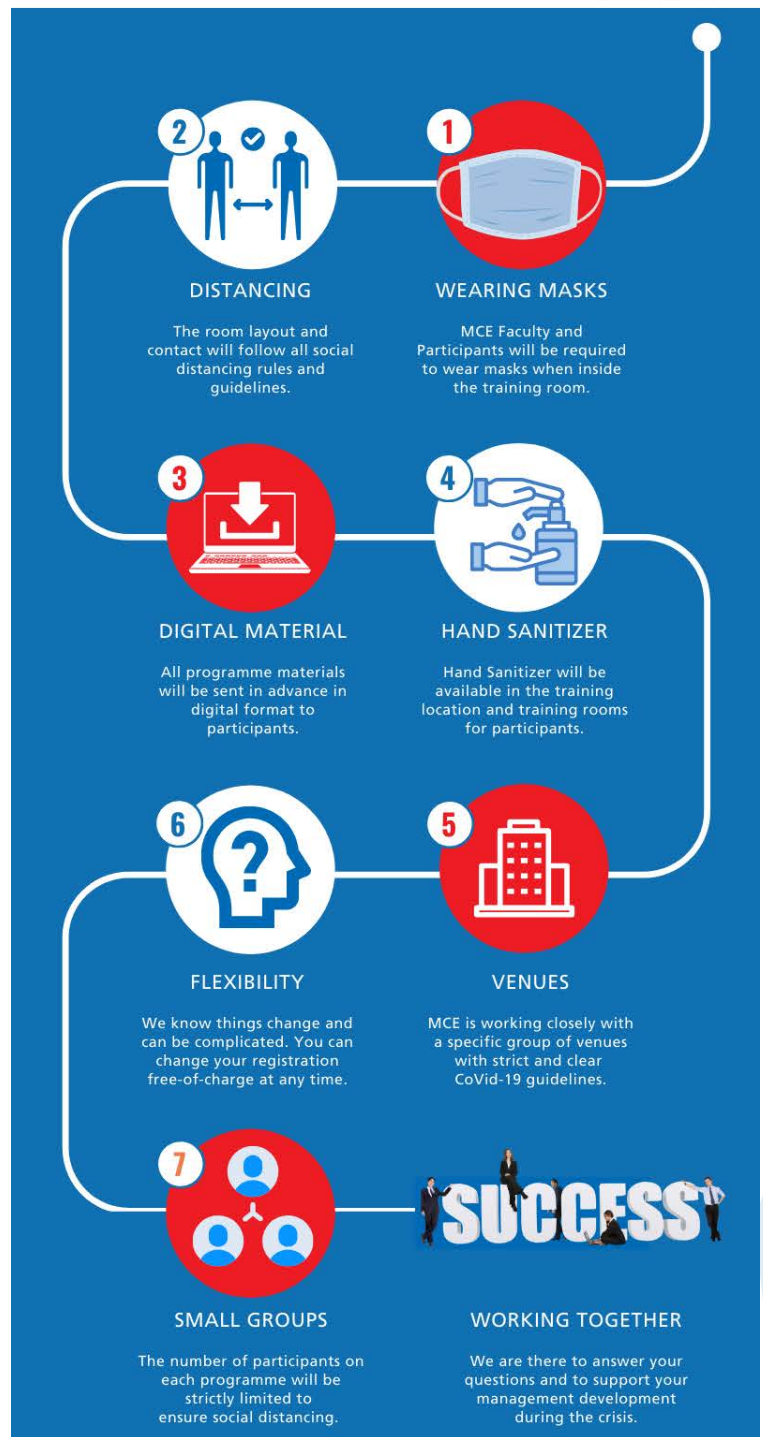 1
WEARING MASKS
MCE Faculty and
Participants will be required
to wear masks when inside
the training room.
2
DISTANCING
The room layout and
contact will follow all social
distancing rules and
guidelines.
3
DIGITAL MATERIAL
All programme materials
will be sent in advance in
digital format to
participants.
4
HAND SANITIZER
Hand Sanitizer will be
available in the training
location and training rooms
for participants.
5
VENUES
MCE is working closely with
a specific group of venues
with strict and clear
CoVid-19 guidelines.
6
?
FLEXIBILITY
We know things change and
can be complicated. You can
change your registration
free-of-charge at any time.
7
SMALL GROUPS
The number of participants on
each programme will be
strictly limited to
ensure social distancing.
SUCCESS
WORKING TOGETHER
We are there to answer your
questions and to support your
management development
during the crisis.